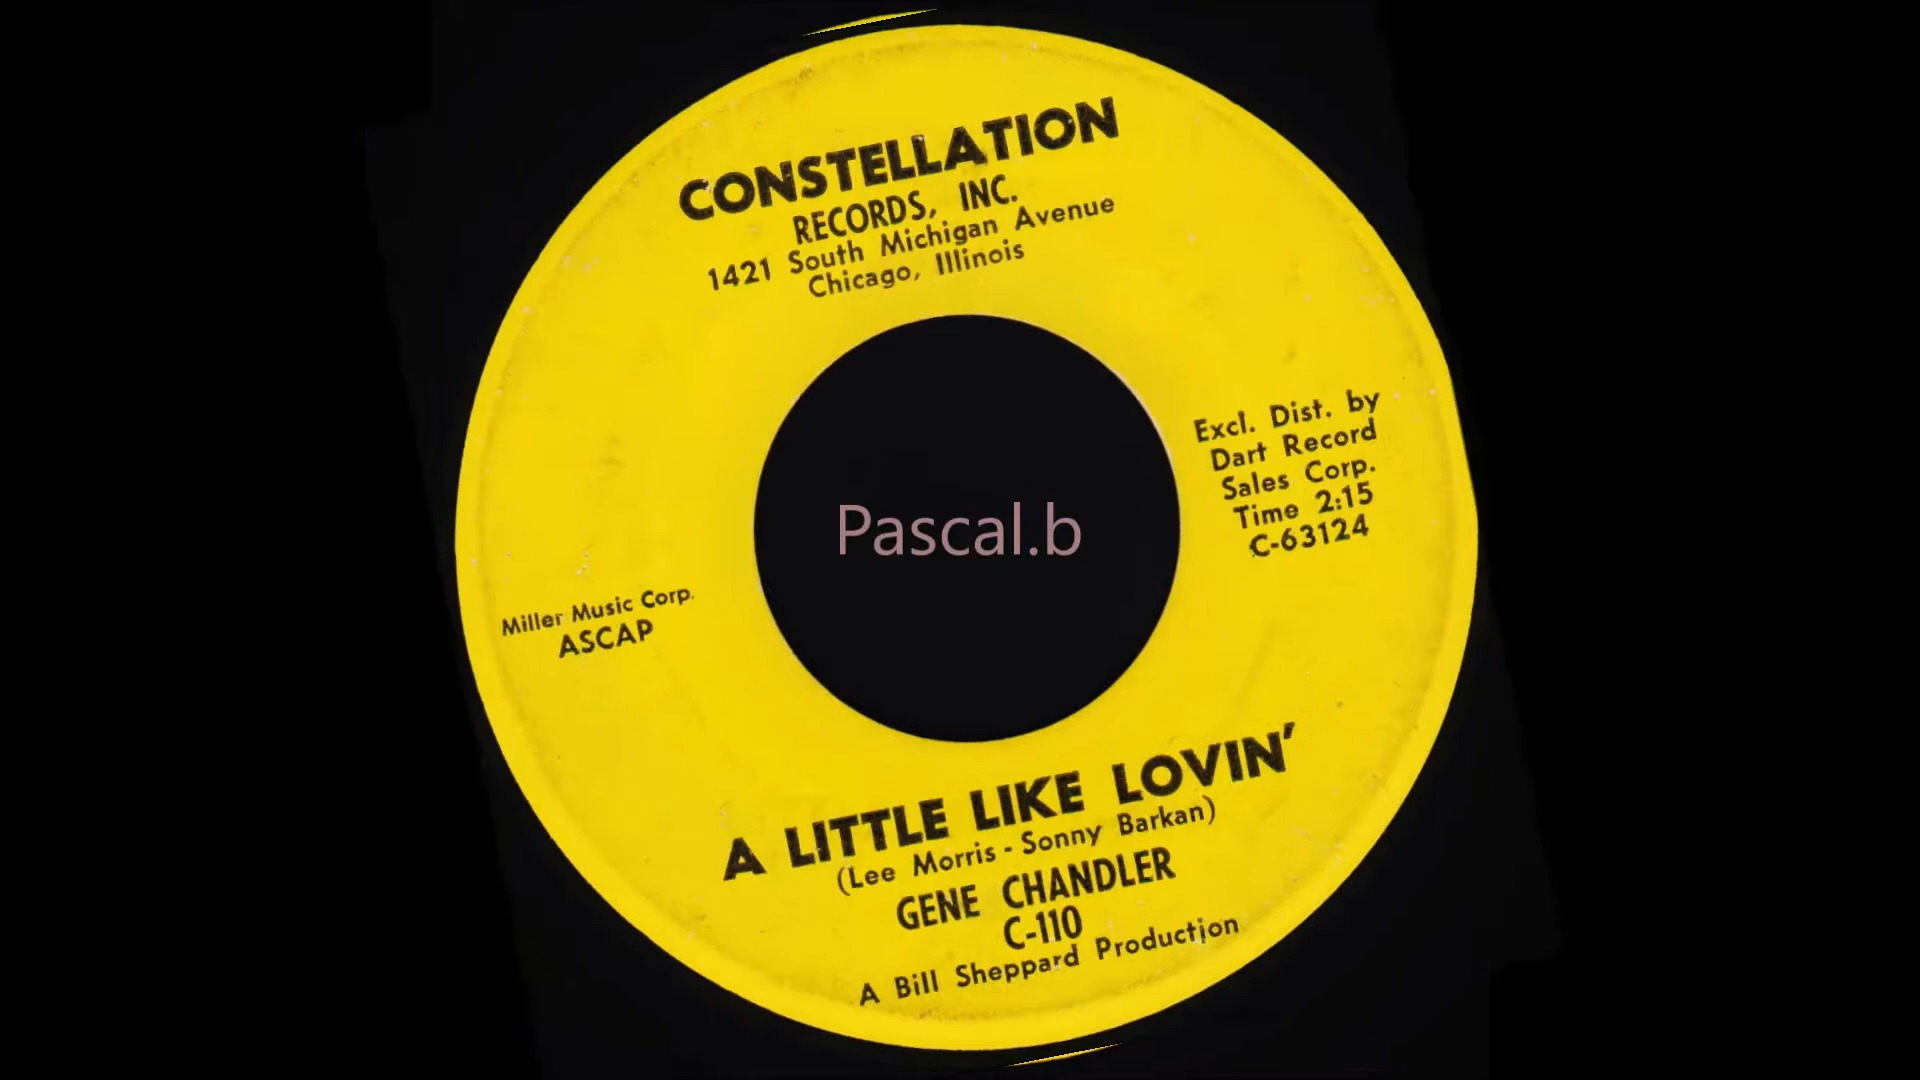 CONSTELLATION
RECORDS, INC.
1421 South Michigan Avenue
Chicago, Illinois
Excl. Dist. by
Dart Record
Sales Corp.
Time 2:15
C-63124
Pascal.b
Miller Music Corp.
ASCAP
A LITTLE LIKE LOVIN'
(Lee Morris - Sonny Barkan)
GENE CHANDLER
C-110
A Bill Sheppard Production